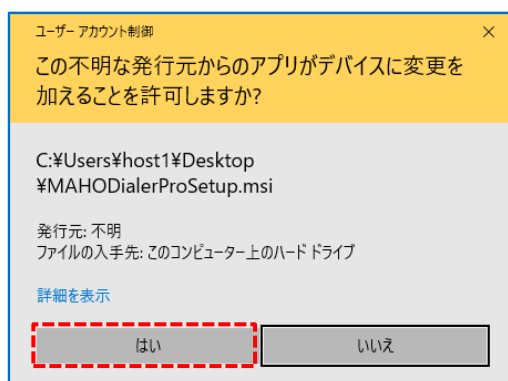 ユーザー アカウント制御
この不明な発行元からのアプリがデバイスに変更を
加えることを許可しますか?
C:¥Users¥host1¥Desktop
¥MAHODialerProSetup.msi
発行元: 不明
ファイルの入手先: このコンピューター上のハード ドライブ
詳細を表示
はい
いいえ